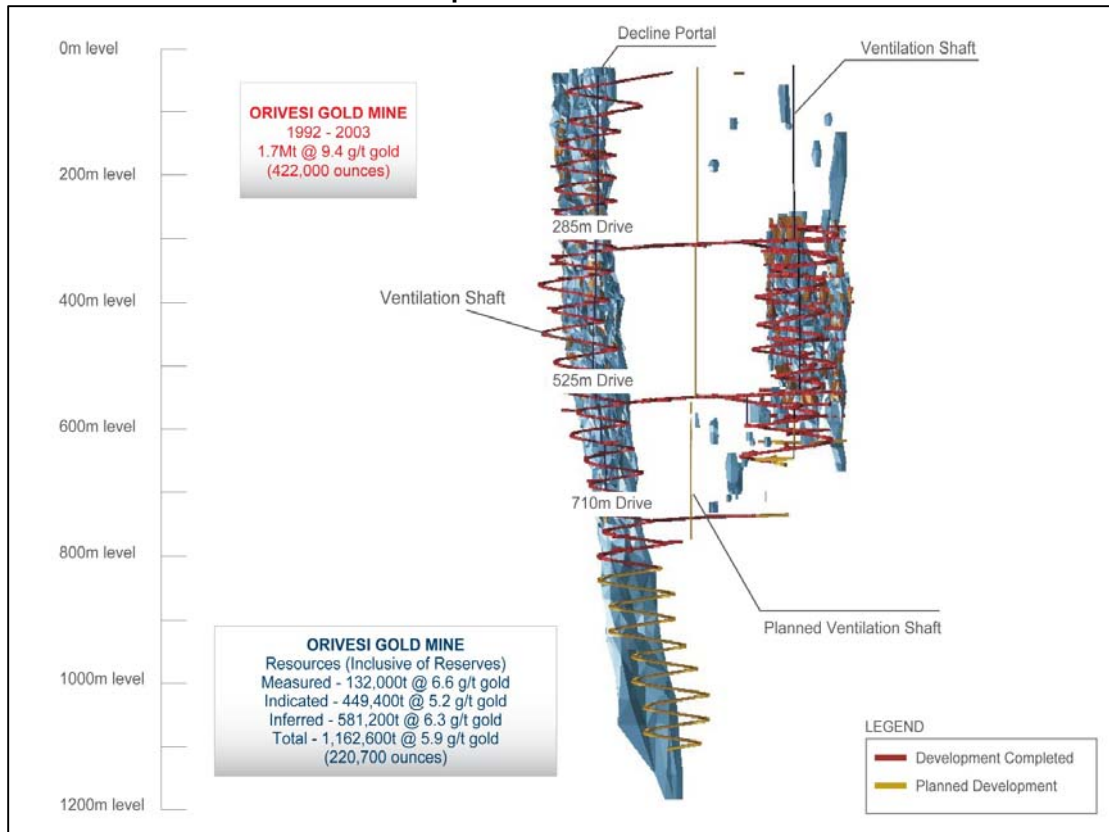 0m level
200m level
400m level
600m level
800m level
1000m level
1200m level
Decline Portal
Ventilation Shaft
ORIVESI GOLD MINE
1992 - 2003
1.7Mt @ 9.4 g/t gold
(422,000 ounces)
285m Drive
Ventilation Shaft
525m Drive
710m Drive
Planned Ventilation Shaft
ORIVESI GOLD MINE
Resources (Inclusive of Reserves)
Measured - 132,000t @ 6.6 g/t gold
Indicated - 449,400t @ 5.2 g/t gold
Inferred - 581,200t @ 6.3 g/t gold
Total - 1,162,600t @ 5.9 g/t gold
(220,700 ounces)
LEGEND
Development Completed
Planned Development